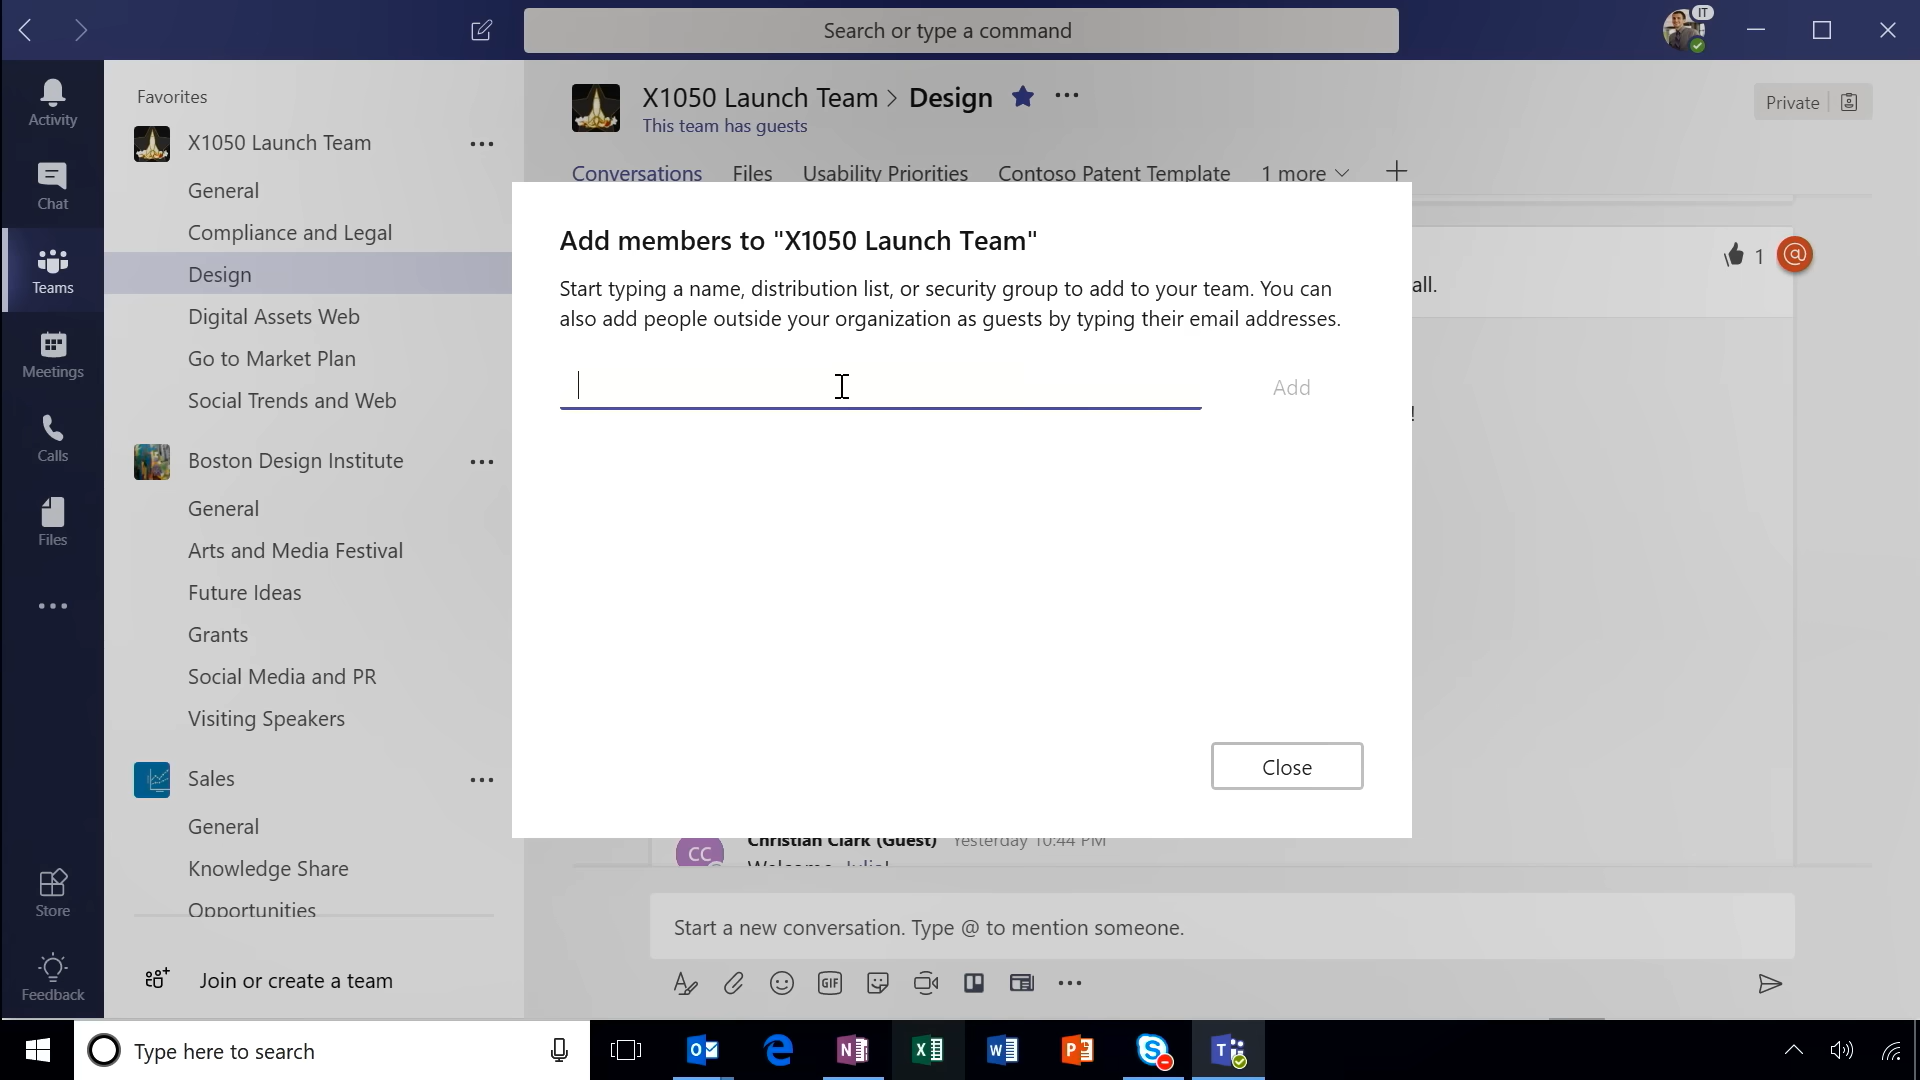 Search or type a command
IT
Activity
Chat
Teams
Meetings
Calls
Files
Store
Feedback
Favorites
X1050 Launch Team
General
Compliance and Legal
Design
Digital Assets Web
Go to Market Plan
Social Trends and Web
Boston Design Institute
General
Arts and Media Festival
Future Ideas
Grants
Social Media and PR
Visiting Speakers
Sales
General
Knowledge Share
Opportunities
Join or create a team
X1050 Launch Team > Design
This team has guests
Private
Conversations Files Usability Priorities Contoso Patent Template 1 more
1 @
all.
!
Add members to "X1050 Launch Team"
Start typing a name, distribution list, or security group to add to your team. You can
also add people outside your organization as guests by typing their email addresses.
Add
Close
CC
Christian Clark (Guest) Yesterday 10:44 PM
Welcome Julia!
Start a new conversation. Type @ to mention someone.
GIF
Type here to search